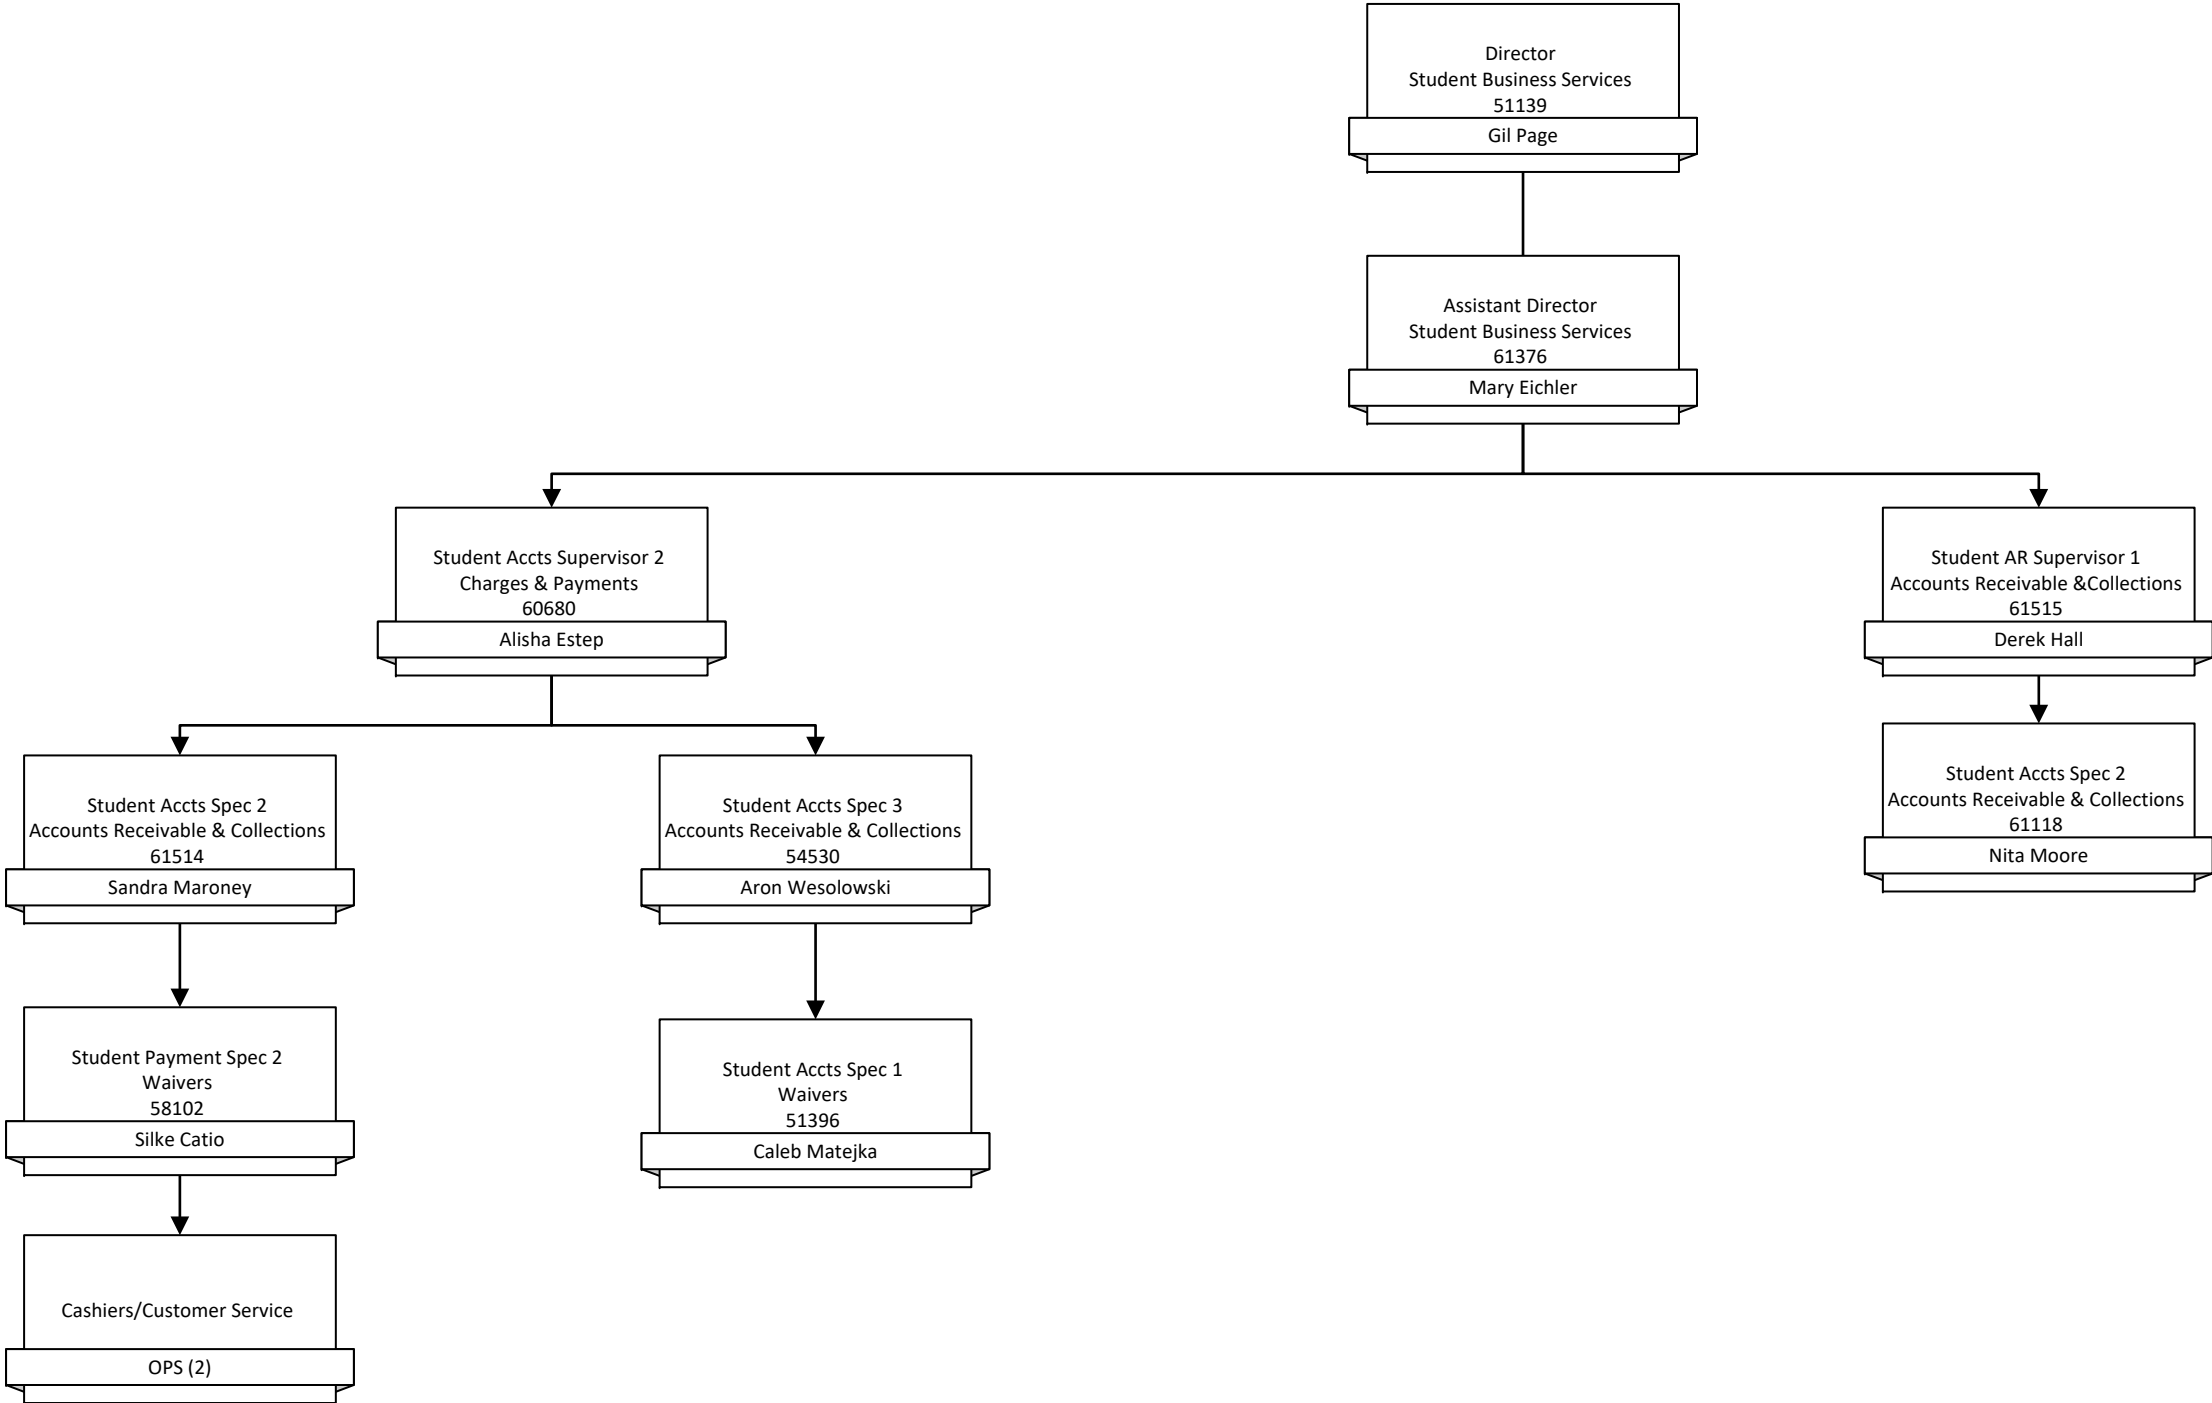 Director
Student Business Services
51139
Gil Page
Assistant Director
Student Business Services
61376
Mary Eichler
Student Accts Supervisor 2
Charges & Payments
60680
Alisha Estep
Student AR Supervisor 1
Accounts Receivable &Collections
61515
Derek Hall
Student Accts Spec 2
Accounts Receivable & Collections
61514
Sandra Maroney
Student Accts Spec 3
Accounts Receivable & Collections
54530
Aron Wesolowski
Student Accts Spec 2
Accounts Receivable & Collections
61118
Nita Moore
Student Payment Spec 2
Waivers
58102
Silke Catio
Student Accts Spec 1
Waivers
51396
Caleb Matejka
Cashiers/Customer Service
OPS (2)